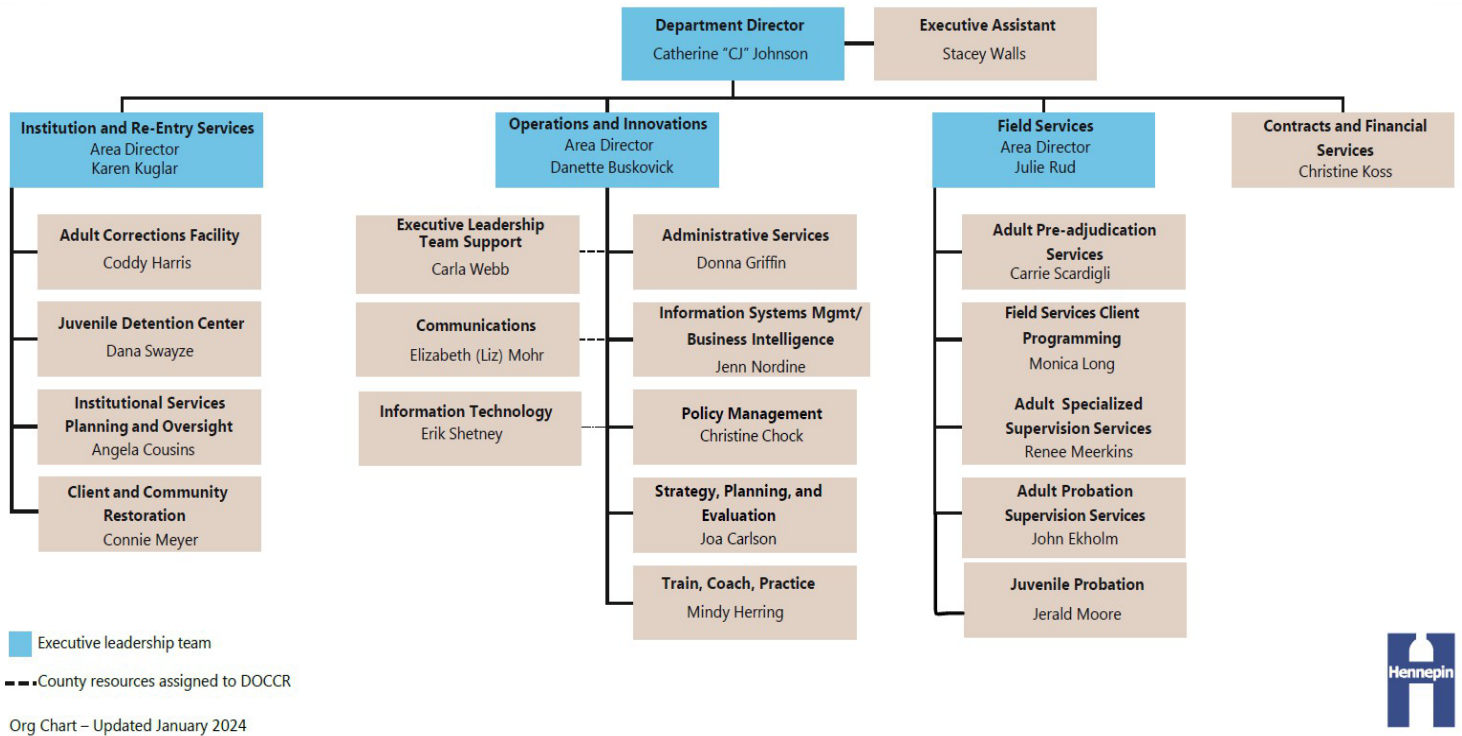 Department Director
Catherine “CJ” Johnson
Executive Assistant
Stacey Walls
Institution and Re-Entry Services
Area Director
Karen Kuglar
Operations and Innovations
Area Director
Danette Buskovick
Field Services
Area Director
Julie Rud
Contracts and Financial
Services
Christine Koss
Adult Corrections Facility
Coddy Harris
Juvenile Detention Center
Dana Swayze
Institutional Services
Planning and Oversight
Angela Cousins
Client and Community
Restoration
Connie Meyer
Executive Leadership
Team Support
Carla Webb
Communications
Elizabeth (Liz) Mohr
Information Technology
Erik Shetney
Administrative Services
Donna Griffin
Information Systems Mgmt/
Business Intelligence
Jenn Nordine
Policy Management
Christine Chock
Strategy, Planning, and
Evaluation
Joa Carlson
Train, Coach, Practice
Mindy Herring
Adult Pre-adjudication
Services
Carrie Scardigli
Field Services Client
Programming
Monica Long
Adult Specialized
Supervision Services
Renee Meerkins
Adult Probation
Supervision Services
John Ekholm
Juvenile Probation
Jerald Moore
Executive leadership team
County resources assigned to DOCCR
Org Chart – Updated January 2024
Hennepin